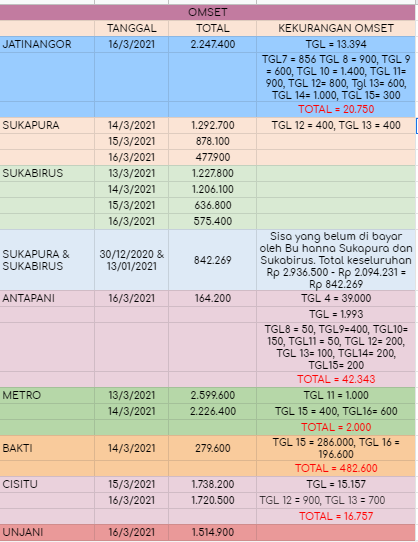 OMSET
TANGGAL TOTAL KEKURANGAN OMSET
JATINANGOR 16/3/2021 2.247.400 TGL = 13.394
TGL7 = 856 TGL 8 = 900, TGL 9
= 600, TGL 10 = 1.400, TGL 11=
900, TGL 12= 800, Tgl 13= 600,
TGL 14= 1.000, TGL 15= 300
TOTAL = 20.750
SUKAPURA 14/3/2021 1.292.700 TGL 12 = 400, TGL 13 = 400
15/3/2021 878.100
16/3/2021 477.900
SUKABIRUS 13/3/2021 1.227.800
14/3/2021 1.206.100
15/3/2021 636.800
16/3/2021 575.400
SUKAPURA & SUKABIRUS 30/12/2020 & 13/01/2021 842.269
Sisa yang belum di bayar
oleh Bu hanna Sukapura dan
Sukabirus. Total keseluruhan
Rp 2.936.500 - Rp 2.094.231 =
Rp 842.269
ANTAPANI 16/3/2021 164.200 TGL 4 = 39.000
TGL = 1.993
TGL8 = 50, TGL9=400, TGL10=
150, TGL11 = 50, TGL 12= 200,
TGL 13= 100, TGL14= 200,
TGL15= 200
TOTAL = 42.343
METRO 13/3/2021 2.599.600 TGL 11 = 1.000
14/3/2021 2.226.400 TGL 15 = 400, TGL16= 600
TOTAL = 2.000
BAKTI 14/3/2021 279.600 TGL 15 = 286.000, TGL 16 =
196.600
TOTAL = 482.600
CISITU 15/3/2021 1.738.200 TGL = 15.157
16/3/2021 1.720.500 TGL 12 = 900, TGL 13 = 700
TOTAL = 16.757
UNJANI 16/3/2021 1.514.900